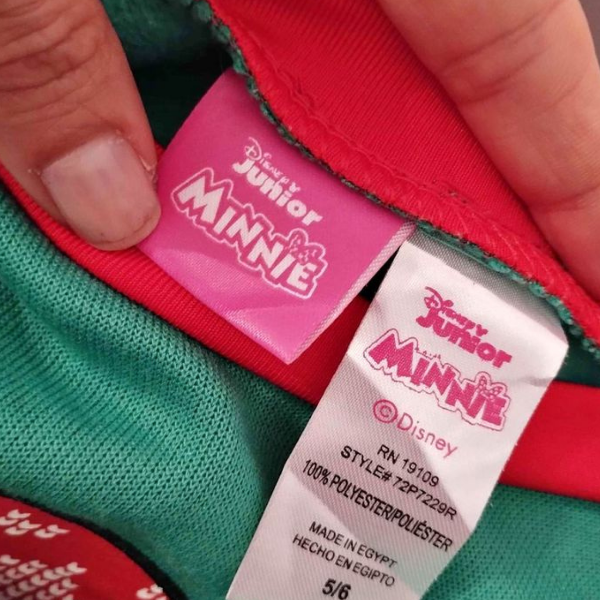 Disney
Junior
MINNIE
Disney
Junior
MINNIE
©Disney
RN 19109
STYLE# 72P7229R
100% POLYESTER/POLIÉSTER
MADE IN EGYPT
HECHO EN EGIPTO
5/6